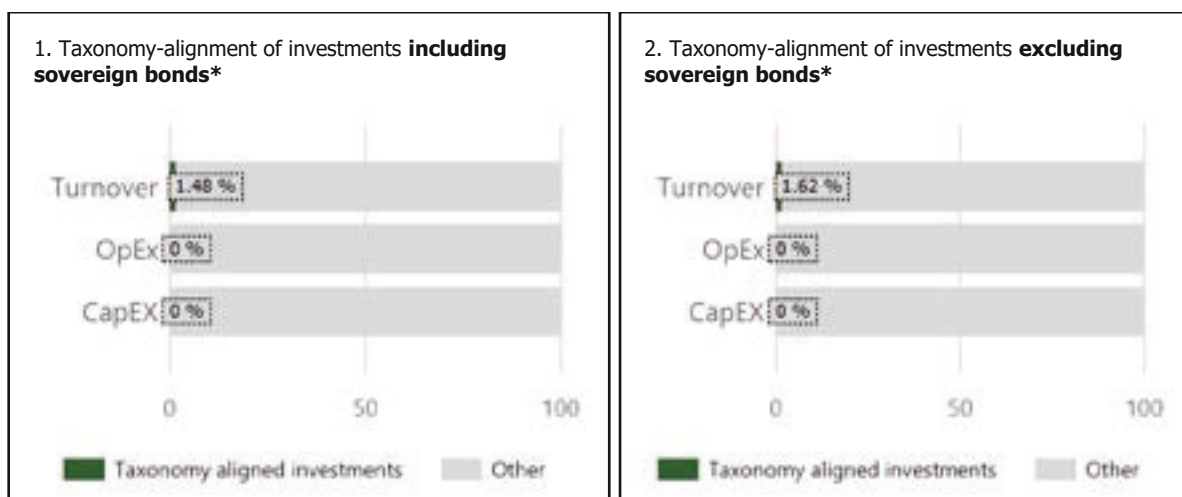 1. Taxonomy-alignment of investments including
sovereign bonds*
Turnover 1.48 %
OpEx 0 %
CapEX 0 %
0 50 100
Taxonomy aligned investments Other
2. Taxonomy-alignment of investments excluding
sovereign bonds*
Turnover 1.62 %
OpEx 0 %
CapEX 0 %
0 50 100
Taxonomy aligned investments Other